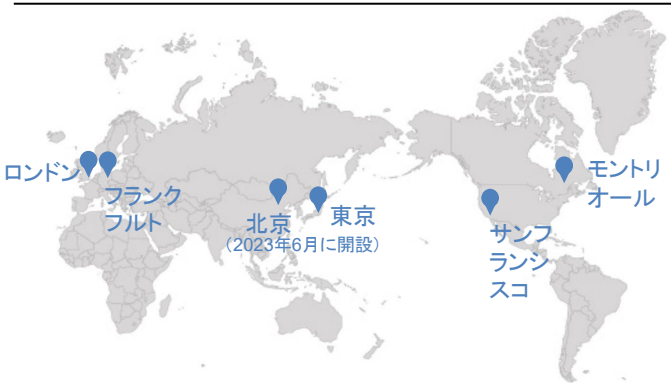 ロンドン
フランク
フルト
北京
(2023年6月に開設)
東京
サンフ
ランシ
スコ
モントリ
オール